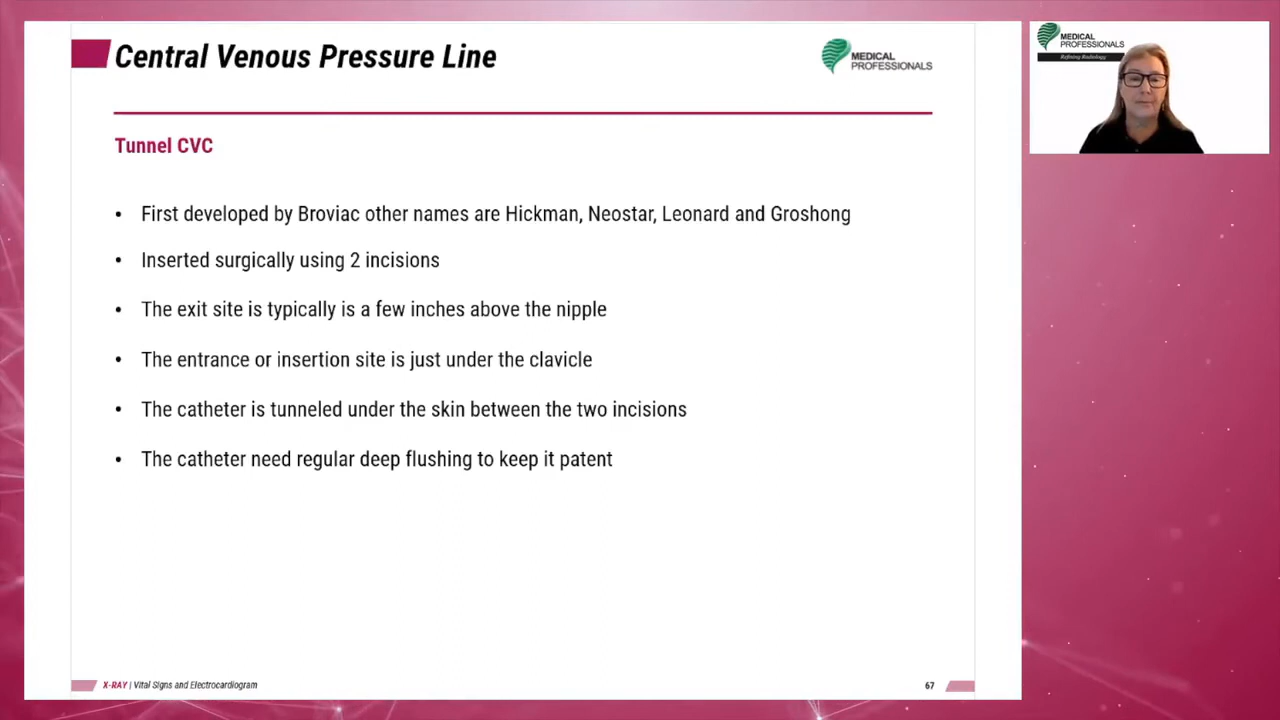 Central Venous Pressure Line
MEDICAL
PROFESSIONALS
Tunnel CVC
• First developed by Broviac other names are Hickman, Neostar, Leonard and Groshong
• Inserted surgically using 2 incisions
• The exit site is typically is a few inches above the nipple
• The entrance or insertion site is just under the clavicle
• The catheter is tunneled under the skin between the two incisions
• The catheter need regular deep flushing to keep it patent
X-RAY | Vital Signs and Electrocardiogram
67
MEDICAL
PROFESSIONALS
Refining Radiology